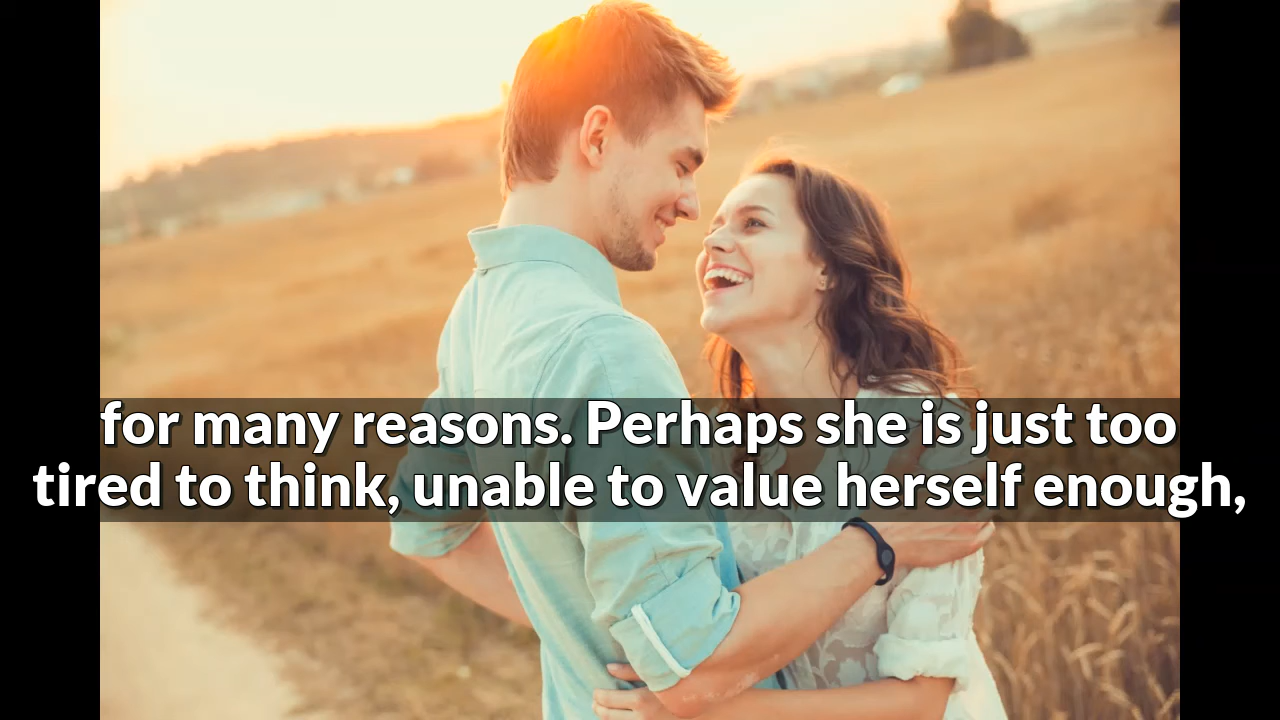 for many reasons. Perhaps she is just too
tired to think, unable to value herself enough,